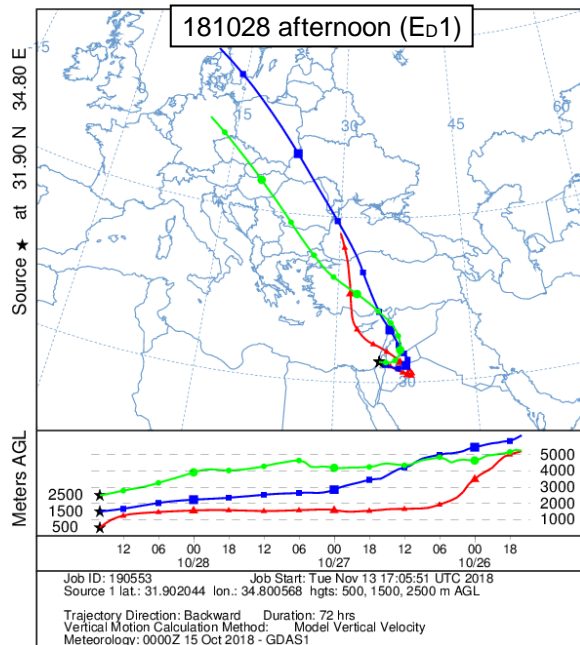 181028 afternoon (ED1)
Source ★ at 31.90 N 34.80 E
15
15
30
45
60
30
Meters AGL
2500
1500
500
5000
4000
3000
2000
1000
12 06 00 18 12 06 00 18 12 06 00 18
10/28 10/27 10/26
Job ID: 190553 Job Start: Tue Nov 13 17:05:51 UTC 2018
Source 1 lat.: 31.902044 lon.: 34.800568 hgts: 500, 1500, 2500 m AGL
Trajectory Direction: Backward Duration: 72 hrs
Vertical Motion Calculation Method: Model Vertical Velocity
Meteorology: 0000Z 15 Oct 2018 - GDAS1